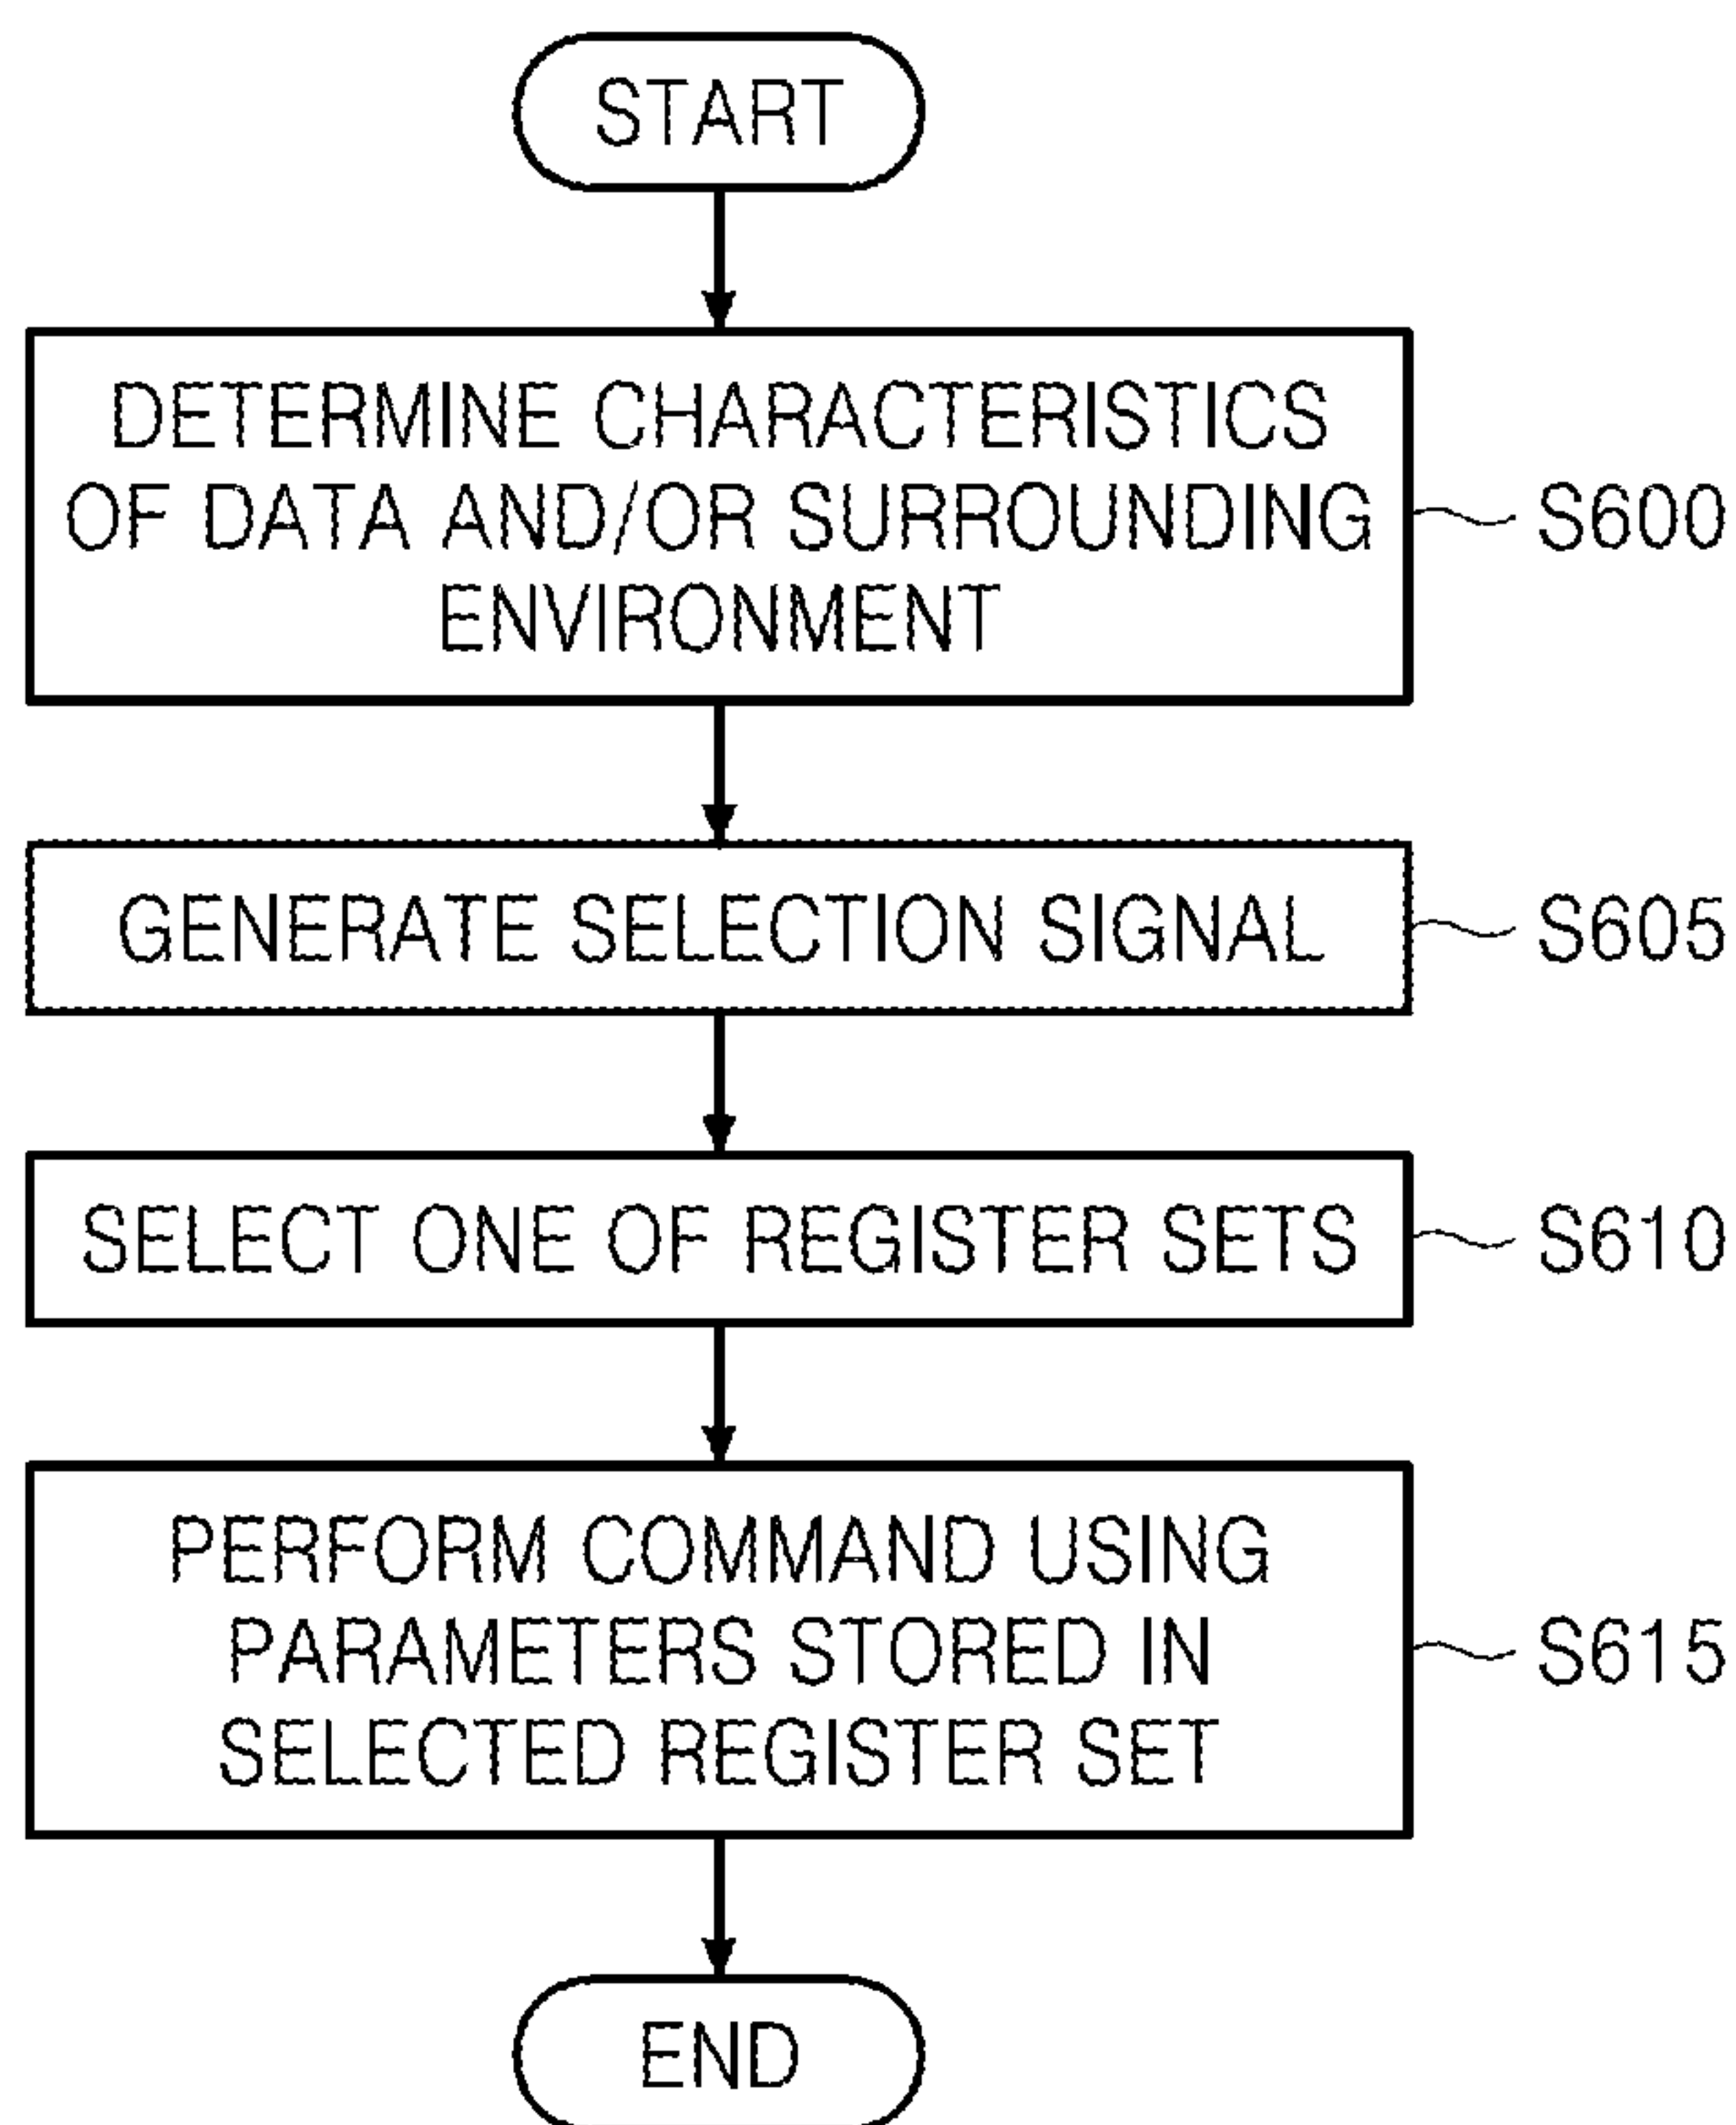 START
DETERMINE CHARACTERISTICS
OF DATA AND/OR SURROUNDING
ENVIRONMENT
S600
GENERATE SELECTION SIGNAL
S605
SELECT ONE OF REGISTER SETS
S610
PERFORM COMMAND USING
PARAMETERS STORED IN
SELECTED REGISTER SET
S615
END